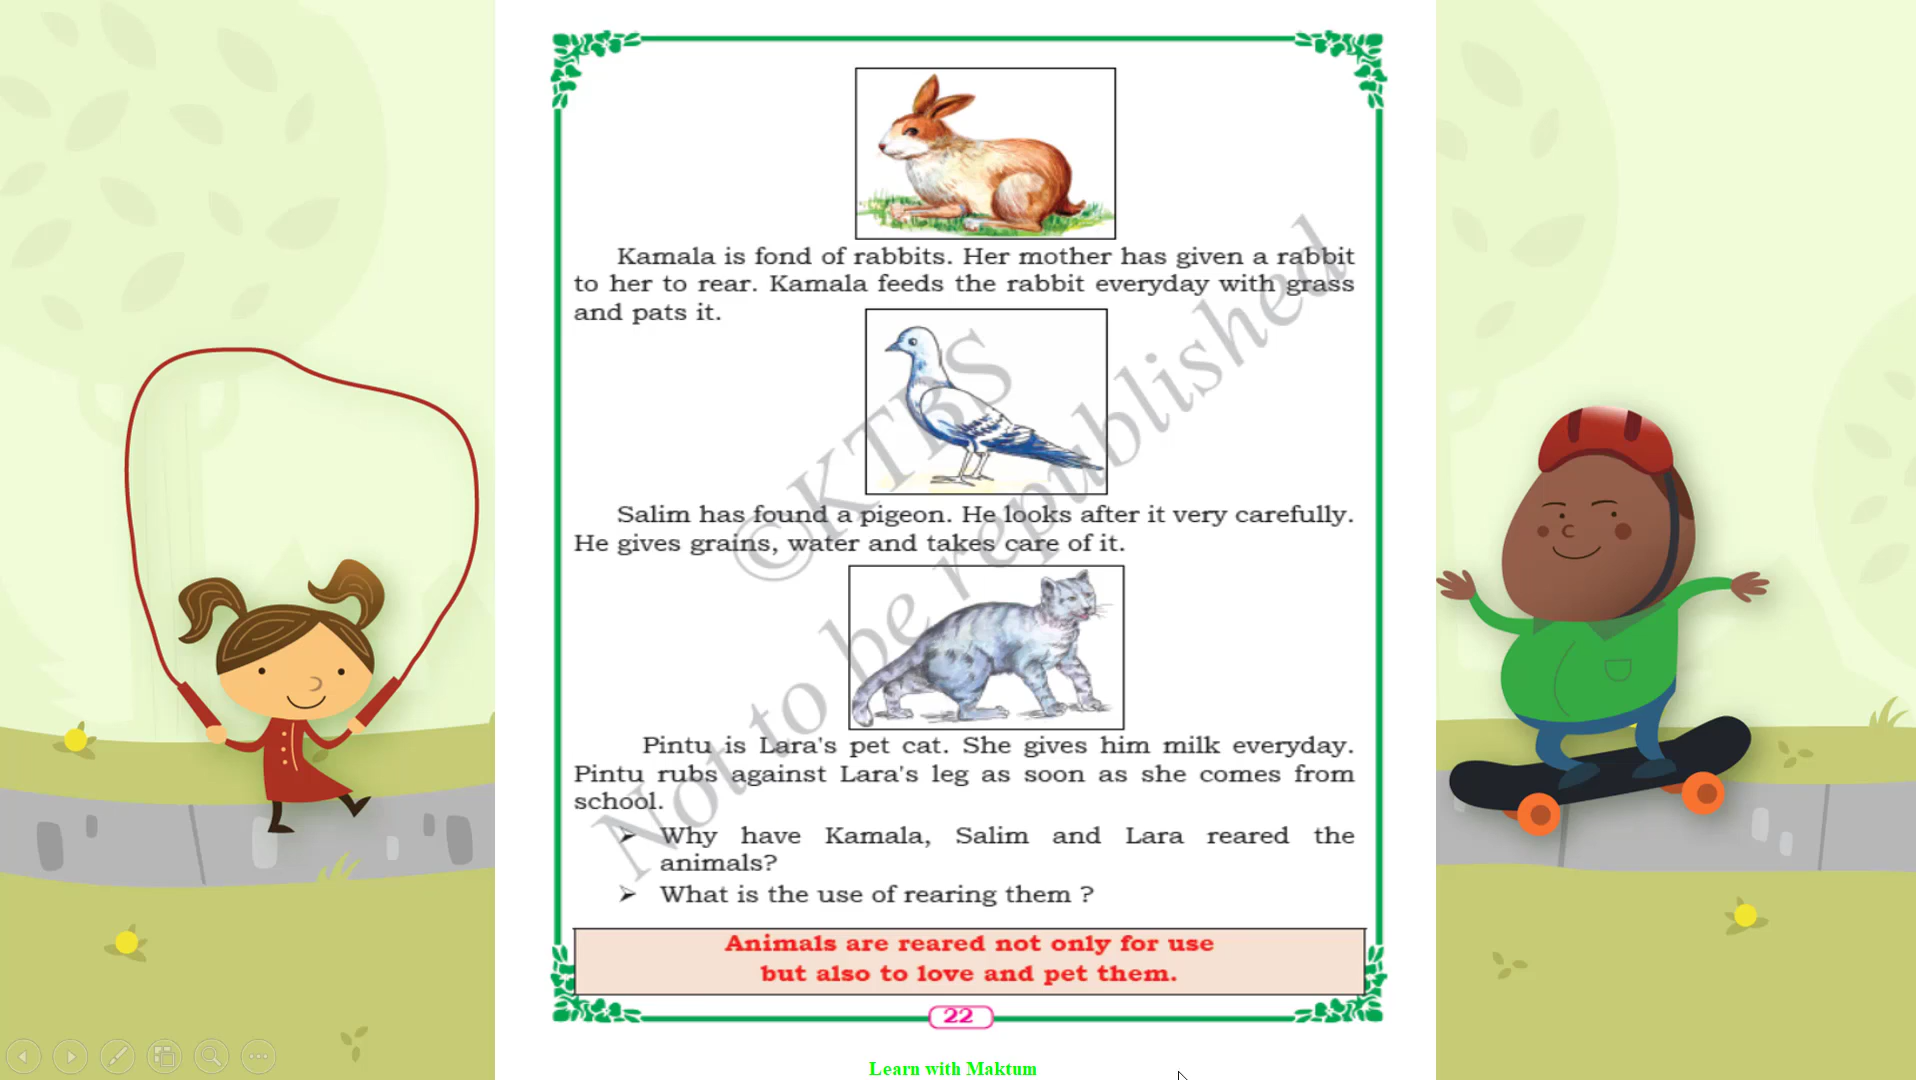 Kamala is fond of rabbits. Her mother has given a rabbit
to her to rear. Kamala feeds the rabbit everyday with grass
and pats it.
Salim has found a pigeon. He looks after it very carefully.
He gives grains, water and takes care of it.
Pintu is Lara's pet cat. She gives him milk everyday.
Pintu rubs against Lara's leg as soon as she comes from
school.
➢ Why have Kamala, Salim and Lara reared the
animals?
➢ What is the use of rearing them ?
Animals are reared not only for use
but also to love and pet them.
22
©KTBS
Not to be republished
Learn with Maktum